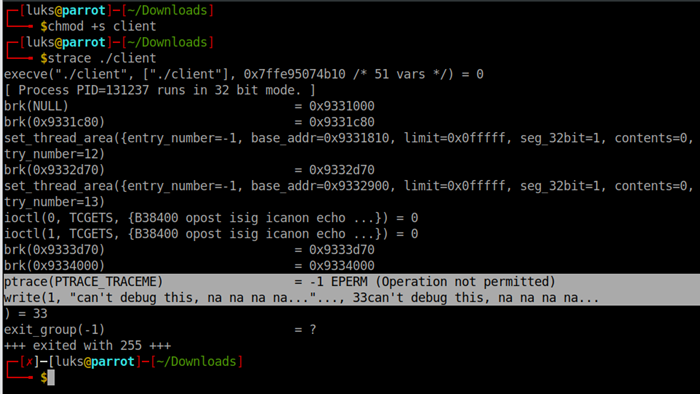 ┌─[luks@parrot]─[~/Downloads]
└──╼ $chmod +s client
┌─[luks@parrot]─[~/Downloads]
└──╼ $strace ./client
execve("./client", ["./client"], 0x7ffe95074b10 /* 51 vars */) = 0
[ Process PID=131237 runs in 32 bit mode. ]
brk(NULL)                               = 0x9331000
brk(0x9331c80)                          = 0x9331c80
set_thread_area({entry_number=-1, base_addr=0x9331810, limit=0x0fffff, seg_32bit=1, contents=0,
try_number=12)
brk(0x9332d70)                          = 0x9332d70
set_thread_area({entry_number=-1, base_addr=0x9332900, limit=0x0fffff, seg_32bit=1, contents=0,
try_number=13)
ioctl(0, TCGETS, {B38400 opost isig icanon echo ...}) = 0
ioctl(1, TCGETS, {B38400 opost isig icanon echo ...}) = 0
brk(0x9333d70)                          = 0x9333d70
brk(0x9334000)                          = 0x9334000
ptrace(PTRACE_TRACEME)                  = -1 EPERM (Operation not permitted)
write(1, "can't debug this, na na na na..."..., 33can't debug this, na na na na...
) = 33
exit_group(-1)                          = ?
+++ exited with 255 +++
┌─[✗]─[luks@parrot]─[~/Downloads]
└──╼ $